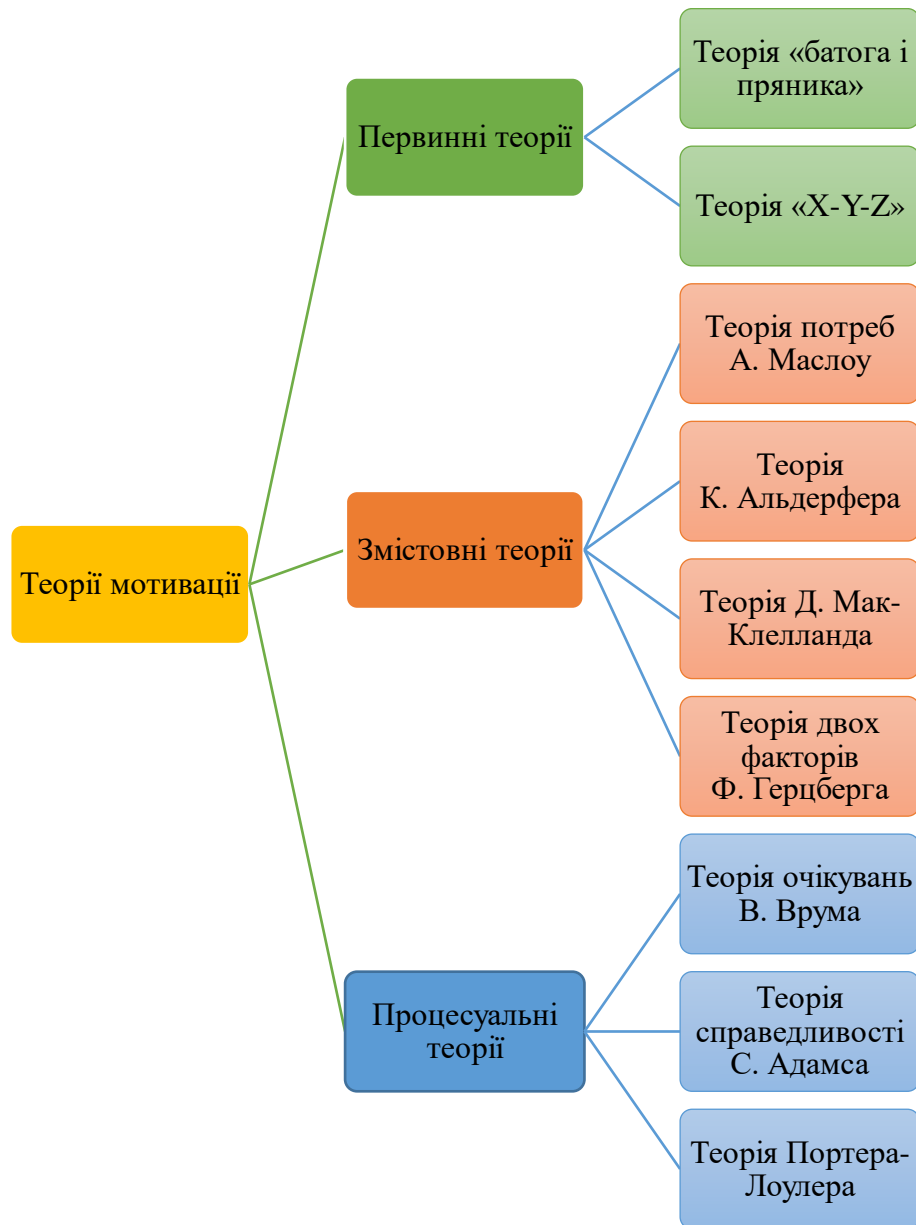 Теорія «батога і
пряника»
Первинні теорії
Теорія «X-Y-Z»
Теорія потреб
А. Маслоу
Теорія
К. Альдерфера
Теорії мотивації
Змістовні теорії
Теорія Д. Мак-
Клелланда
Теорія двох
факторів
Ф. Герцберга
Теорія очікувань
В. Врума
Процесуальні
теорії
Теорія
справедливості
С. Адамса
Теорія Портера-
Лоулера